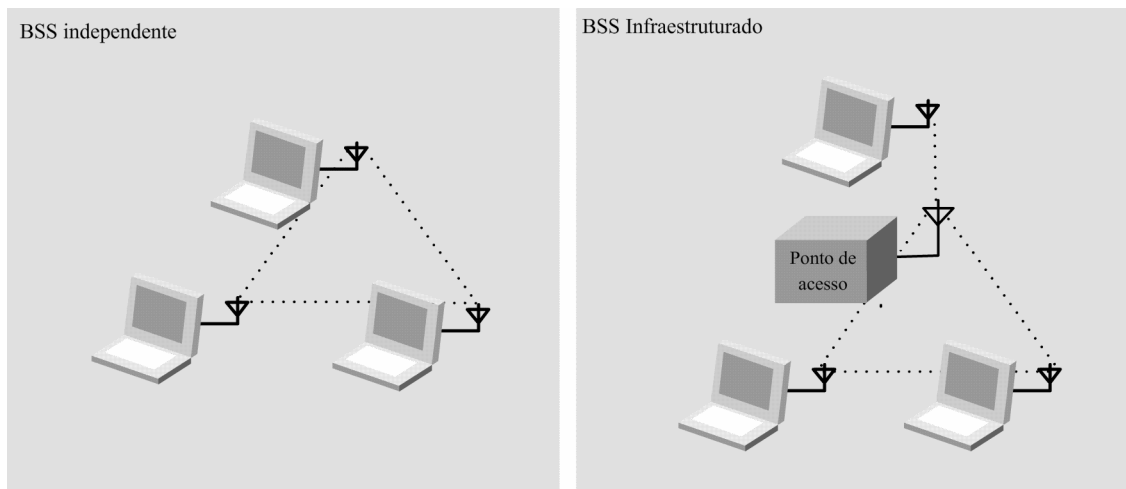 BSS independente
BSS Infraestruturado
Ponto de
acesso